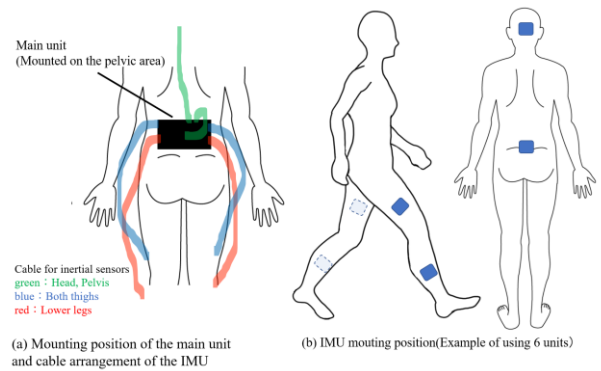 Main unit
(Mounted on the pelvic area)
Cable for inertial sensors
green：Head, Pelvis
blue：Both thighs
red：Lower legs
(a) Mounting position of the main unit
and cable arrangement of the IMU
(b) IMU mouting position(Example of using 6 units）